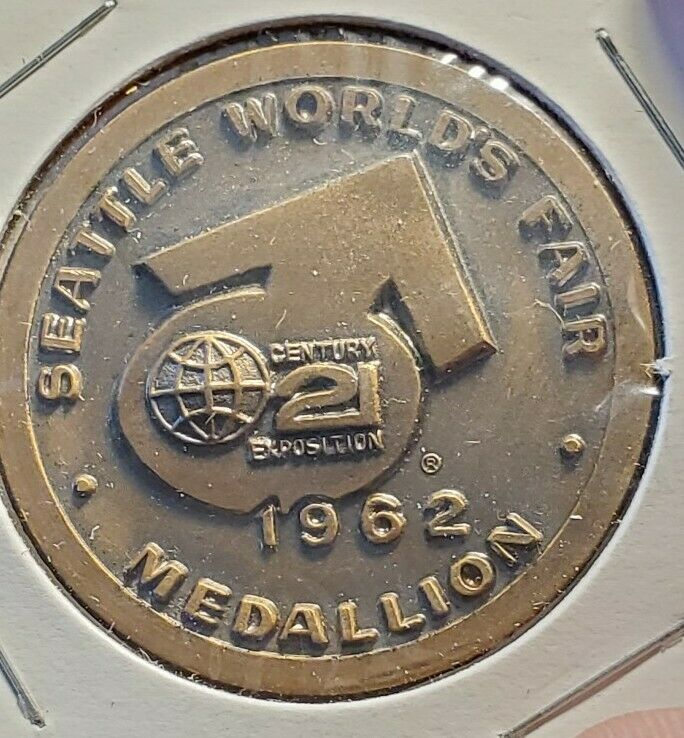 SEATTLE WORLD'S FAIR
CENTURY
21
EXPOSITION
®
1962
MEDALLION